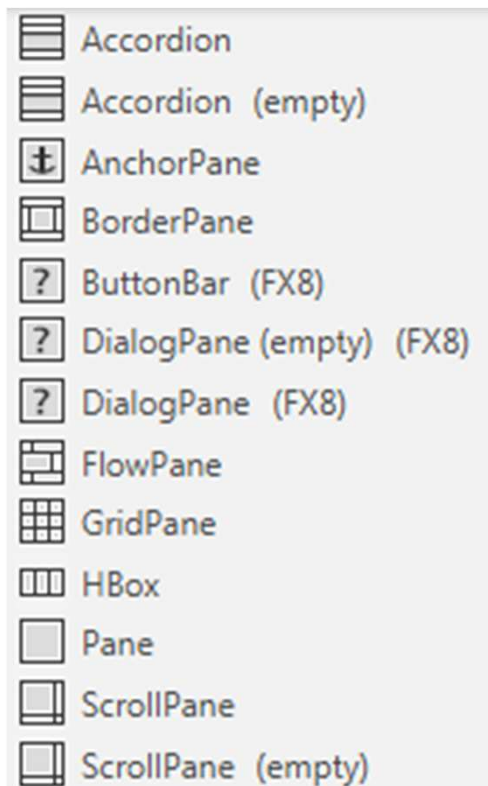 Accordion
Accordion (empty)
AnchorPane
BorderPane
? ButtonBar (FX8)
? DialogPane (empty) (FX8)
? DialogPane (FX8)
FlowPane
GridPane
HBox
Pane
ScrollPane
ScrollPane (empty)